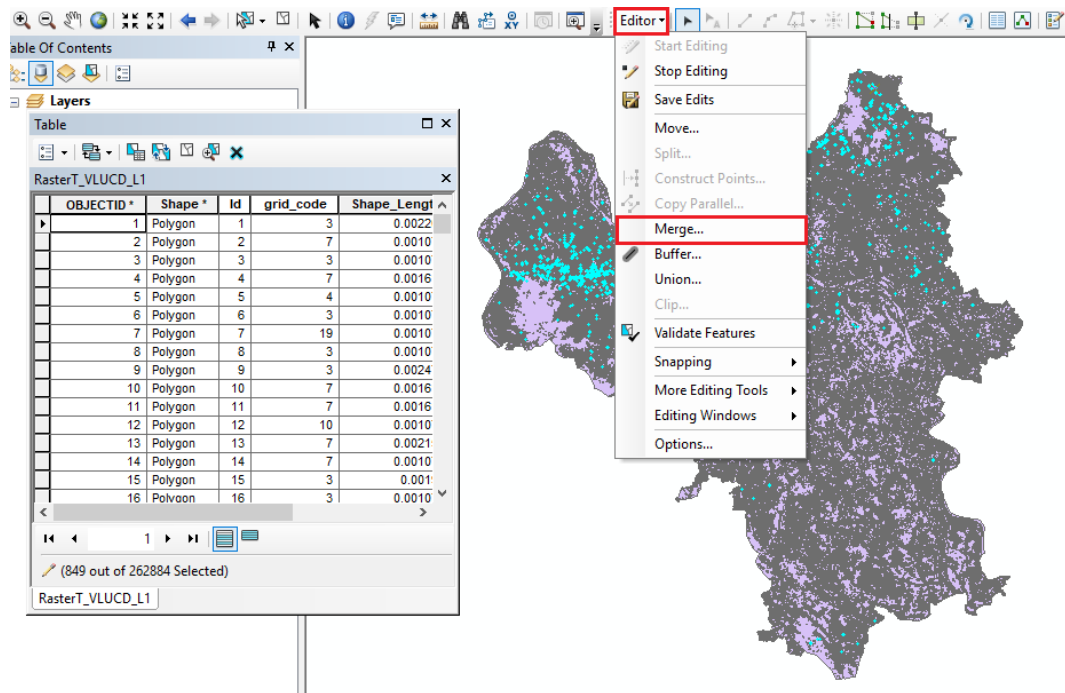 Editor
able Of Contents
Layers
Table
RasterT_VLUCD_L1
OBJECTID * Shape * Id grid_code Shape_Lengt
1 Polygon 1 3 0.0022
2 Polygon 2 7 0.0010
3 Polygon 3 3 0.0010
4 Polygon 4 7 0.0016
5 Polygon 5 4 0.0010
6 Polygon 6 3 0.0010
7 Polygon 7 19 0.0010
8 Polygon 8 3 0.0010
9 Polygon 9 3 0.0024
10 Polygon 10 7 0.0016
11 Polygon 11 7 0.0016
12 Polygon 12 10 0.0010
13 Polygon 13 7 0.0021
14 Polygon 14 7 0.0010
15 Polygon 15 3 0.001
16 Polygon 16 3 0.0010
1
(849 out of 262884 Selected)
RasterT_VLUCD_L1
Start Editing
Stop Editing
Save Edits
Move...
Split...
Construct Points...
Copy Parallel...
Merge...
Buffer...
Union...
Clip...
Validate Features
Snapping
More Editing Tools
Editing Windows
Options...